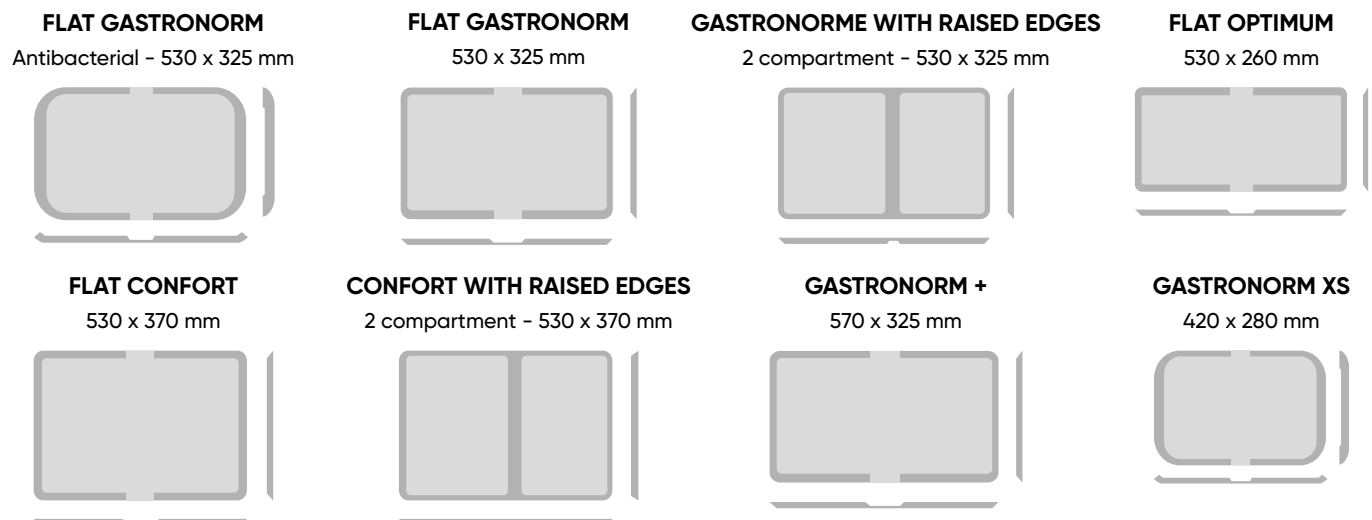 FLAT GASTRONORM
Antibacterial - 530 x 325 mm
FLAT GASTRONORM
530 x 325 mm
GASTRONORME WITH RAISED EDGES
2 compartment - 530 x 325 mm
FLAT OPTIMUM
530 x 260 mm
FLAT CONFORT
530 x 370 mm
CONFORT WITH RAISED EDGES
2 compartment - 530 x 370 mm
GASTRONORM +
570 x 325 mm
GASTRONORM XS
420 x 280 mm